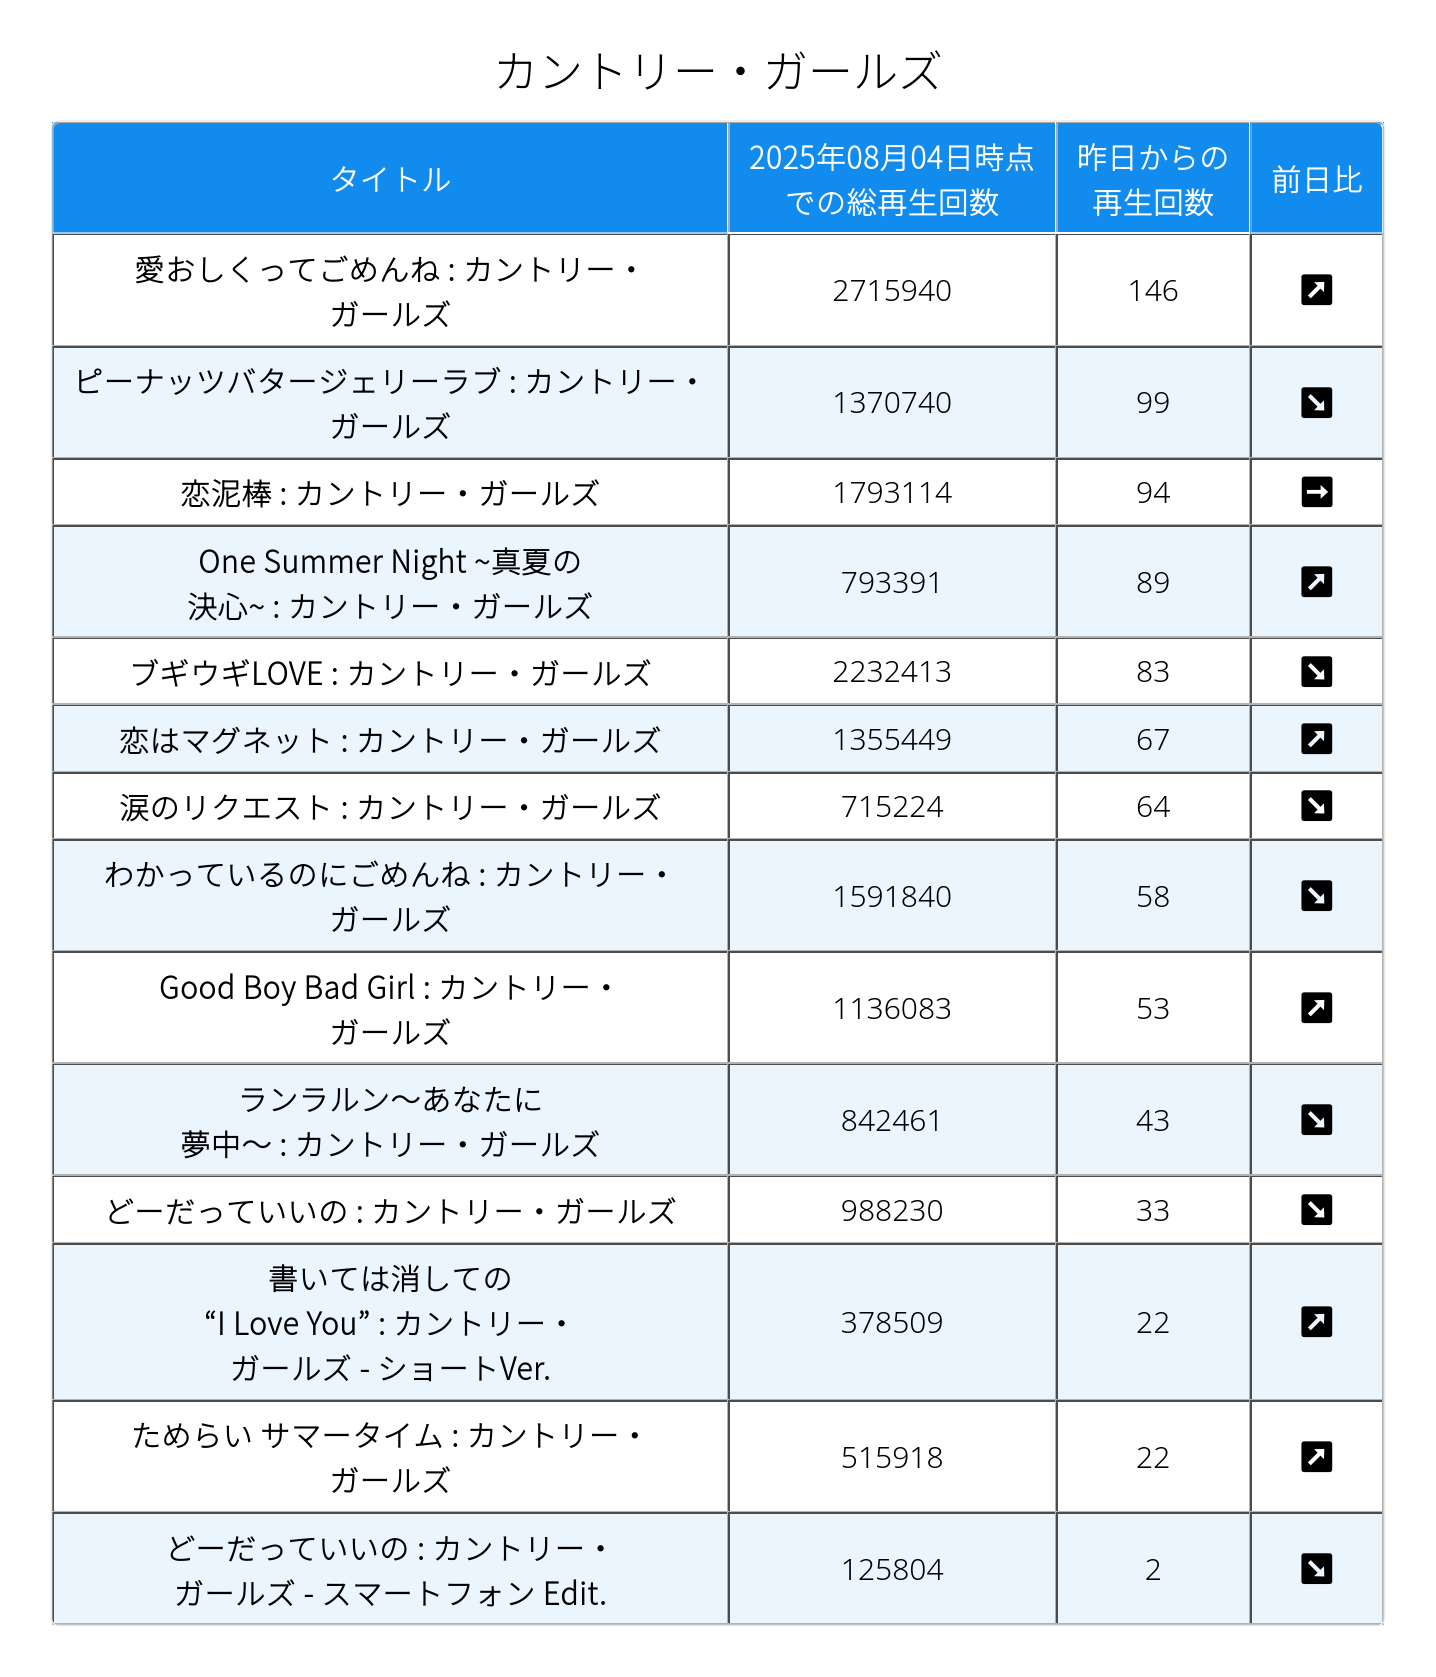 カントリー・ガールズ
タイトル
2025年08月04日時点
での総再生回数
昨日からの
再生回数
前日比
愛おしくってごめんね : カントリー・
ガールズ
2715940
146
ピーナッツバタージェリーラブ : カントリー・
ガールズ
1370740
99
恋泥棒 : カントリー・ガールズ
1793114
94
One Summer Night ~真夏の
決心~ : カントリー・ガールズ
793391
89
ブギウギLOVE : カントリー・ガールズ
2232413
83
恋はマグネット : カントリー・ガールズ
1355449
67
涙のリクエスト : カントリー・ガールズ
715224
64
わかっているのにごめんね : カントリー・
ガールズ
1591840
58
Good Boy Bad Girl : カントリー・
ガールズ
1136083
53
ランラルン〜あなたに
夢中〜 : カントリー・ガールズ
842461
43
どーだっていいの : カントリー・ガールズ
988230
33
書いては消しての
“I Love You” : カントリー・
ガールズ - ショートVer.
378509
22
ためらい サマータイム : カントリー・
ガールズ
515918
22
どーだっていいの : カントリー・
ガールズ - スマートフォン Edit.
125804
2